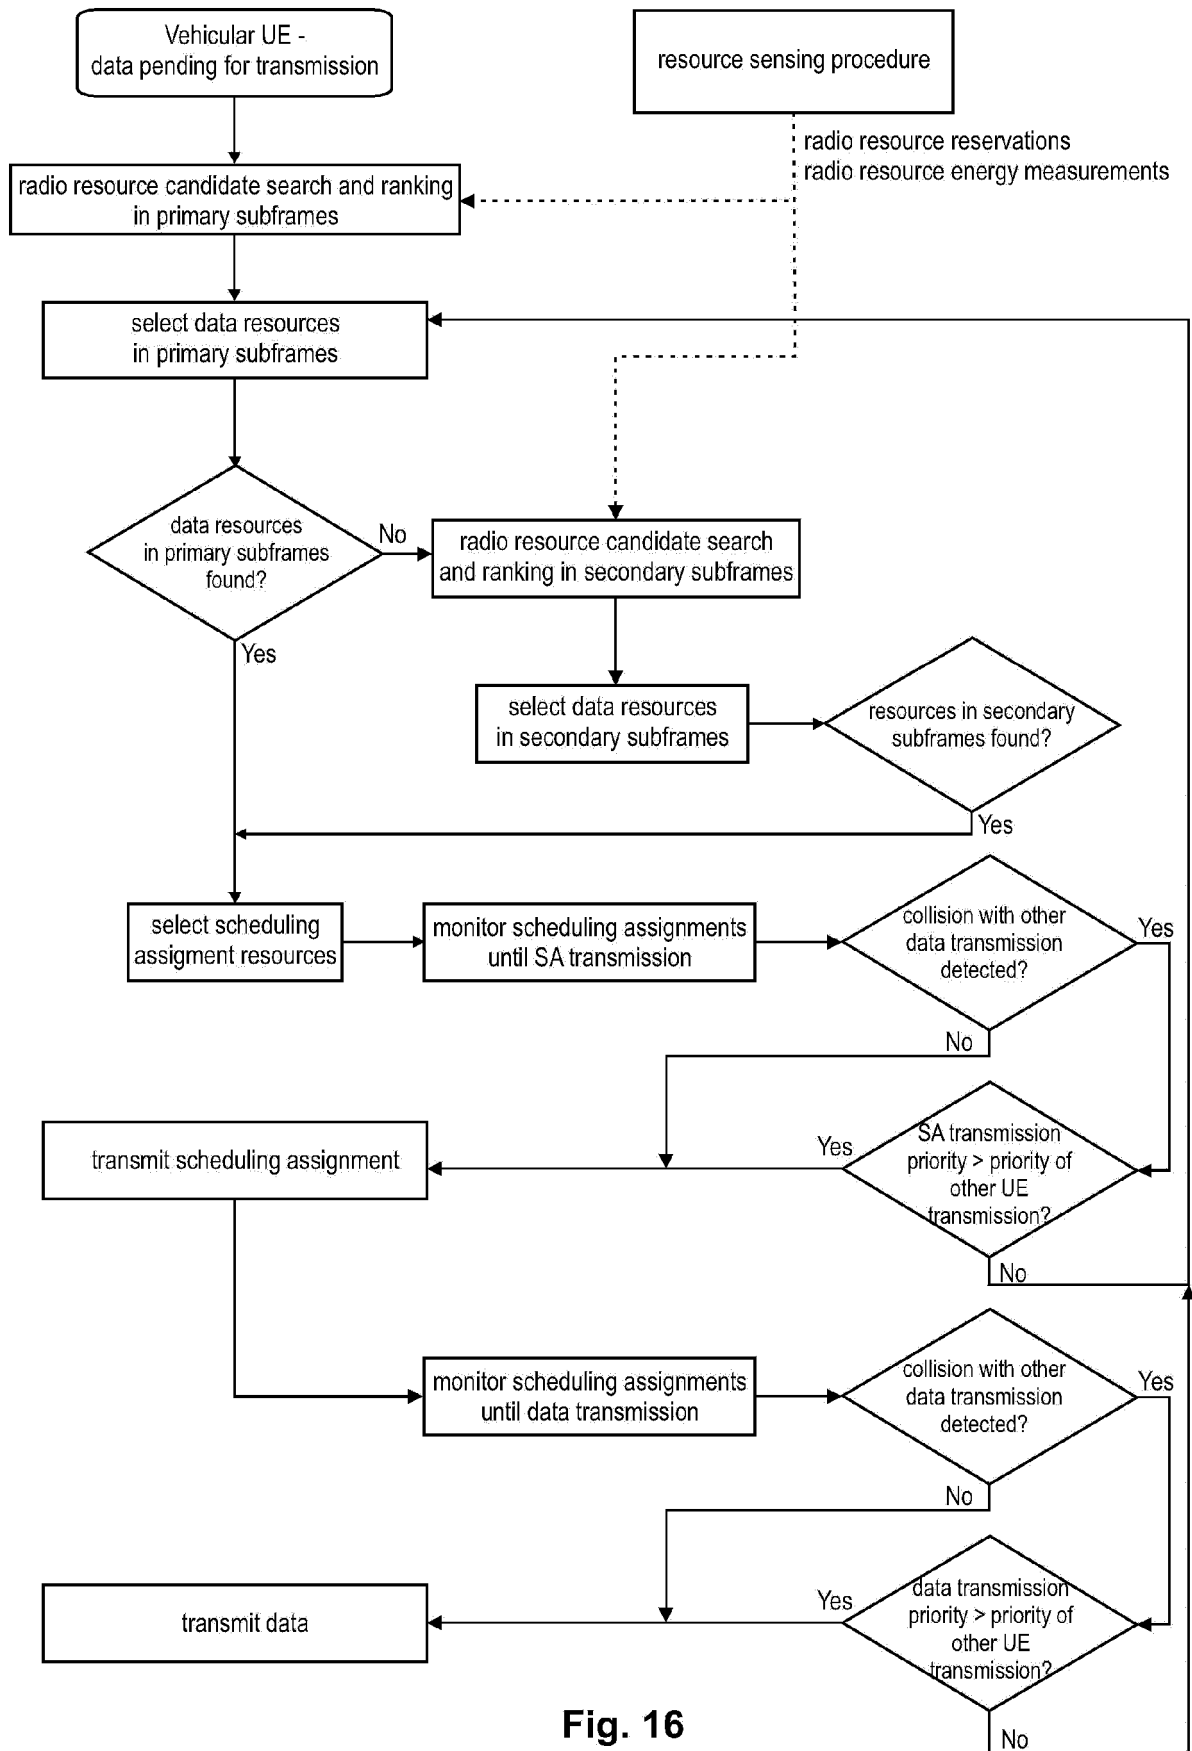 Vehicular UE -
data pending for transmission
resource sensing procedure
radio resource reservations
radio resource energy measurements
radio resource candidate search and ranking
in primary subframes
select data resources
in primary subframes
data resources
in primary subframes
found?
No
Yes
radio resource candidate search
and ranking in secondary subframes
select data resources
in secondary subframes
resources in secondary
subframes found?
Yes
select scheduling
assigment resources
monitor scheduling assignments
until SA transmission
collision with other
data transmission
detected?
Yes
No
transmit scheduling assignment
Yes
SA transmission
priority > priority of
other UE
transmission?
No
monitor scheduling assignments
until data transmission
collision with other
data transmission
detected?
Yes
No
transmit data
Yes
data transmission
priority > priority of
other UE
transmission?
No
Fig. 16